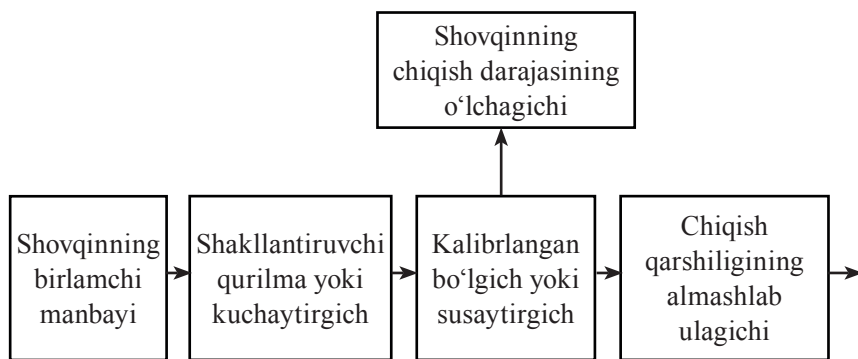 Shovqinning
chiqish darajasining
o‘lchagichi
Shovqinning
birlamchi
manbayi
Shakllantiruvchi
qurilma yoki
kuchaytirgich
Kalibrlangan
bo‘lgich yoki
susaytirgich
Chiqish
qarshiligining
almashlab
ulagichi